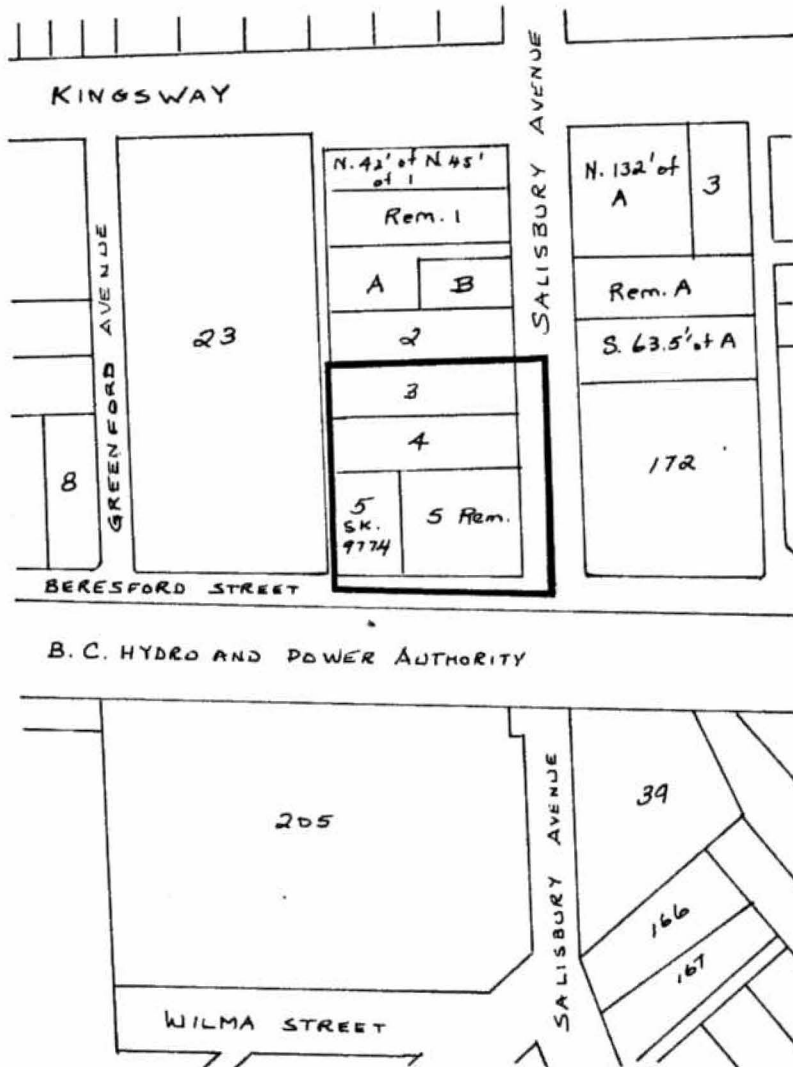 KINGSWAY
SALISBURY AVENUE
N. 42' of N. 45'
of 1
Rem. 1
A
B
2
3
4
5
SK.
9774
5 Rem.
N. 132' of
A
3
Rem. A
S. 63.5' of A
172
23
GREENFORD AVENUE
8
BERESFORD STREET
B. C. HYDRO AND POWER AUTHORITY
205
SALISBURY AVENUE
39
166
167
WILMA STREET